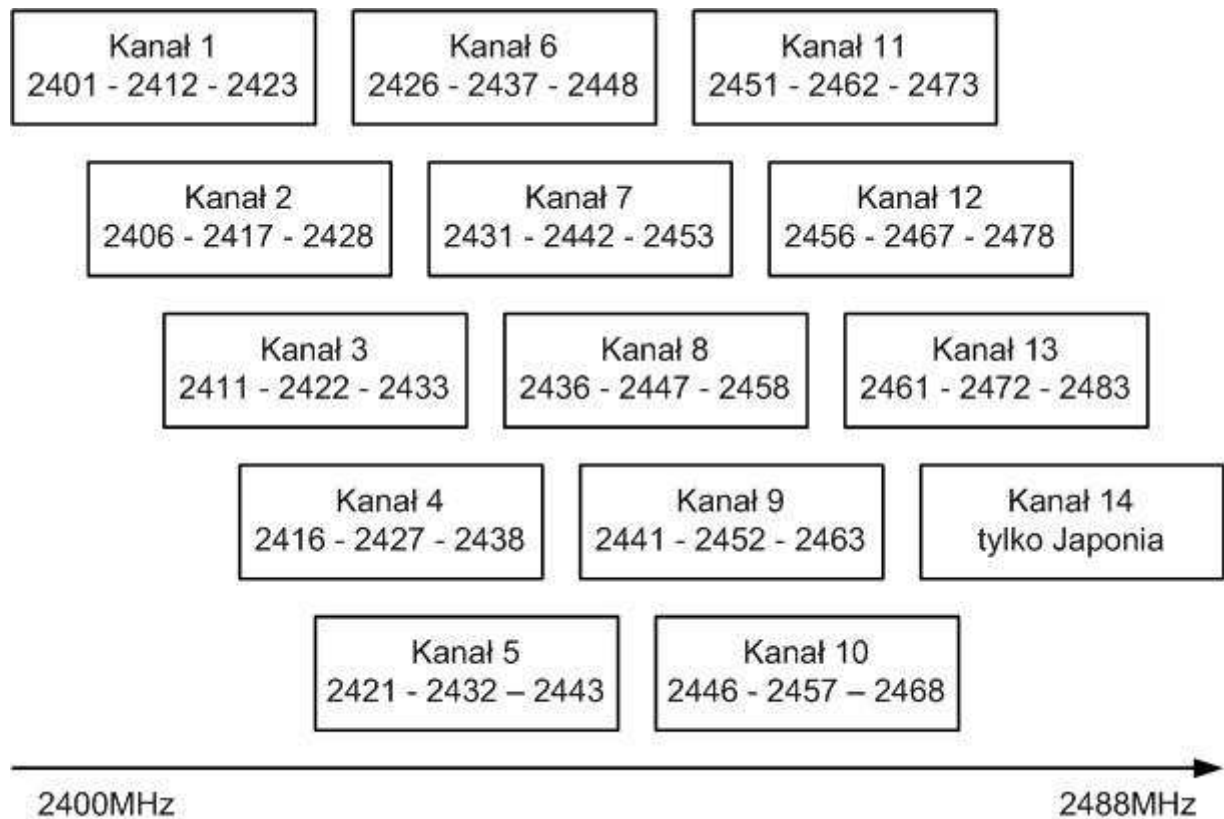 Kanał 1
2401 - 2412 - 2423
Kanał 6
2426 - 2437 - 2448
Kanał 11
2451 - 2462 - 2473
Kanał 2
2406 - 2417 - 2428
Kanał 7
2431 - 2442 - 2453
Kanał 12
2456 - 2467 - 2478
Kanał 3
2411 - 2422 - 2433
Kanał 8
2436 - 2447 - 2458
Kanał 13
2461 - 2472 - 2483
Kanał 4
2416 - 2427 - 2438
Kanał 9
2441 - 2452 - 2463
Kanał 14
tylko Japonia
Kanał 5
2421 - 2432 – 2443
Kanał 10
2446 - 2457 – 2468
2400MHz
2488MHz